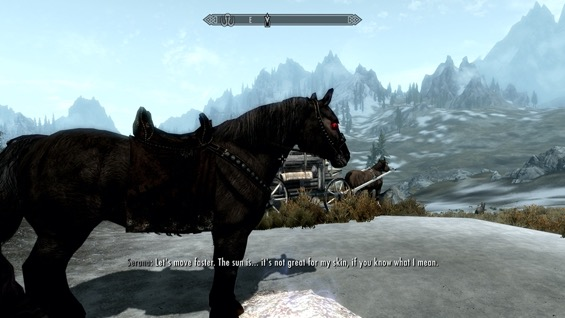 E
Serana: Let's move faster. The sun is... it's not great for my skin, if you know what I mean.